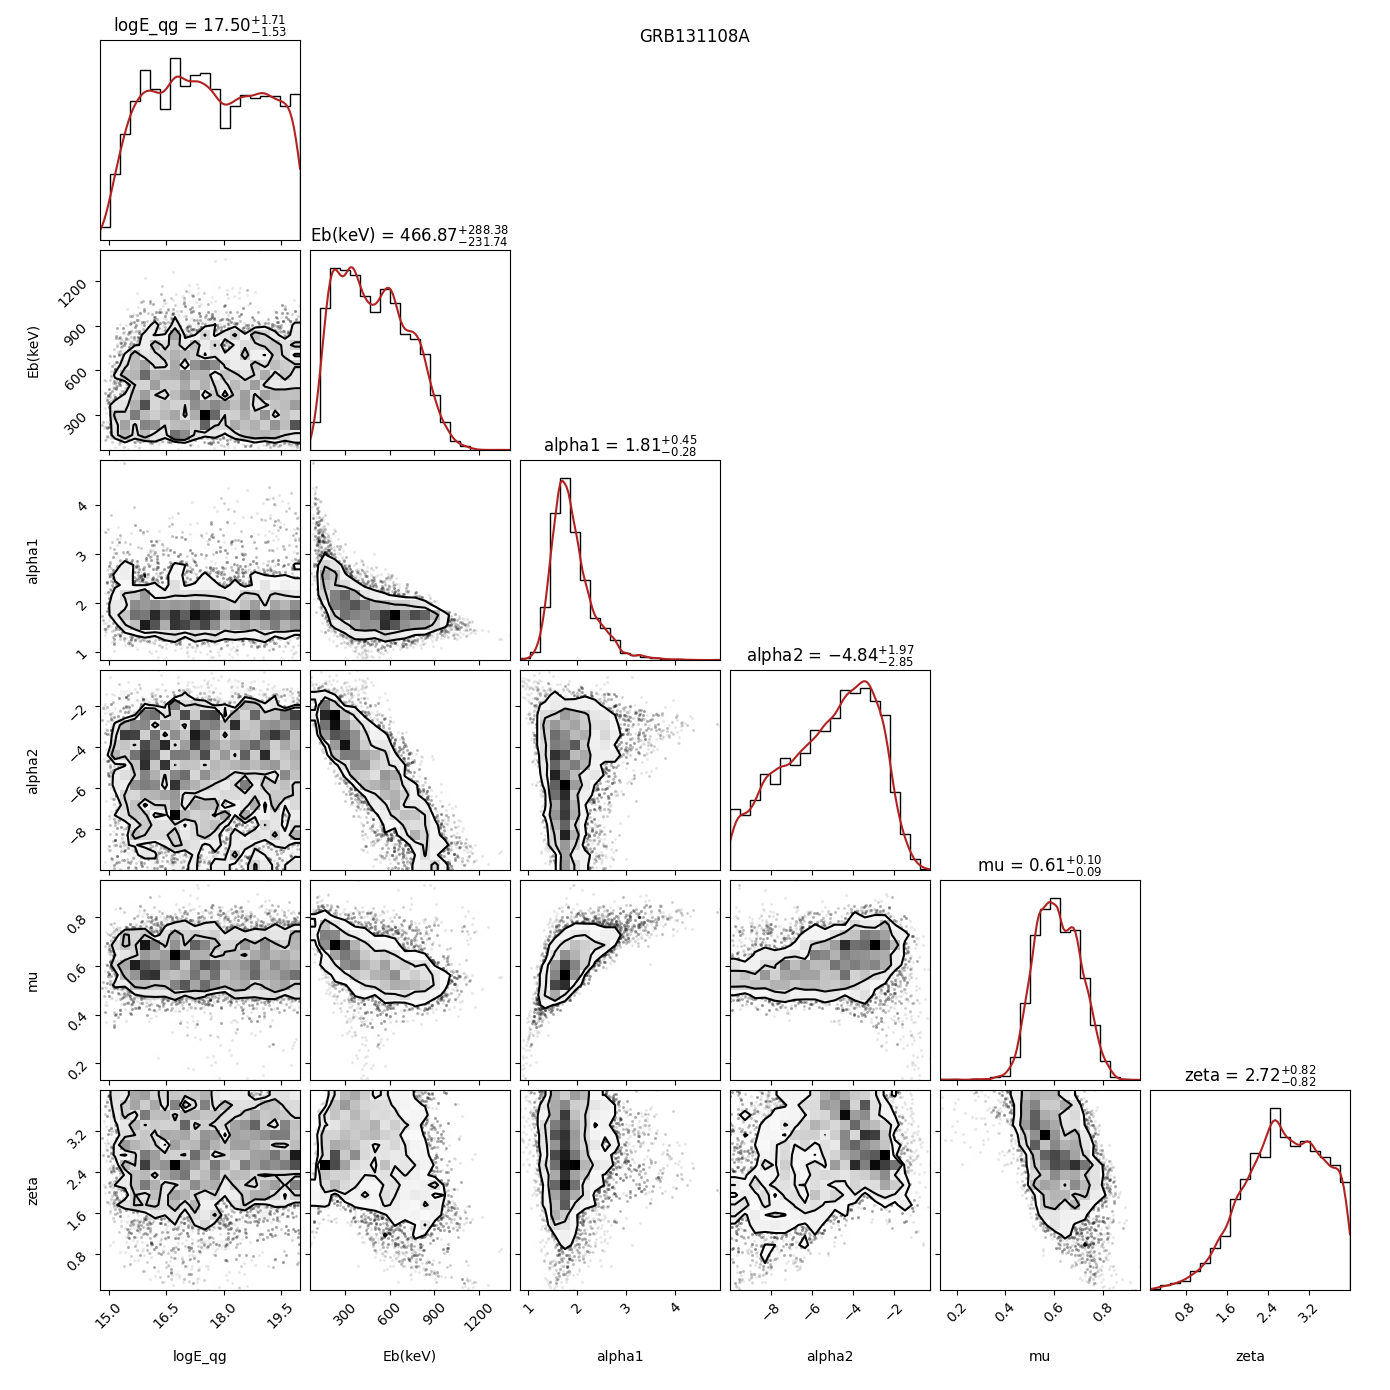 GRB131108A
logE_qg = 17.50 +1.71 −1.53
Eb(keV) = 466.87 +288.38 −231.74
Eb(keV)
1200
900
600
300
alpha1 = 1.81 +0.45 −0.28
alpha1
4
3
2
1
alpha2 = −4.84 +1.97 −2.85
alpha2
−2
−4
−6
−8
mu = 0.61 +0.10 −0.09
mu
0.8
0.6
0.4
0.2
zeta = 2.72 +0.82 −0.82
zeta
3.2
2.4
1.6
0.8
15.0 16.5 18.0 19.5
300 600 900 1200
1 2 3 4
−8 −6 −4 −2
0.2 0.4 0.6 0.8
0.8 1.6 2.4 3.2
logE_qg Eb(keV) alpha1 alpha2 mu zeta